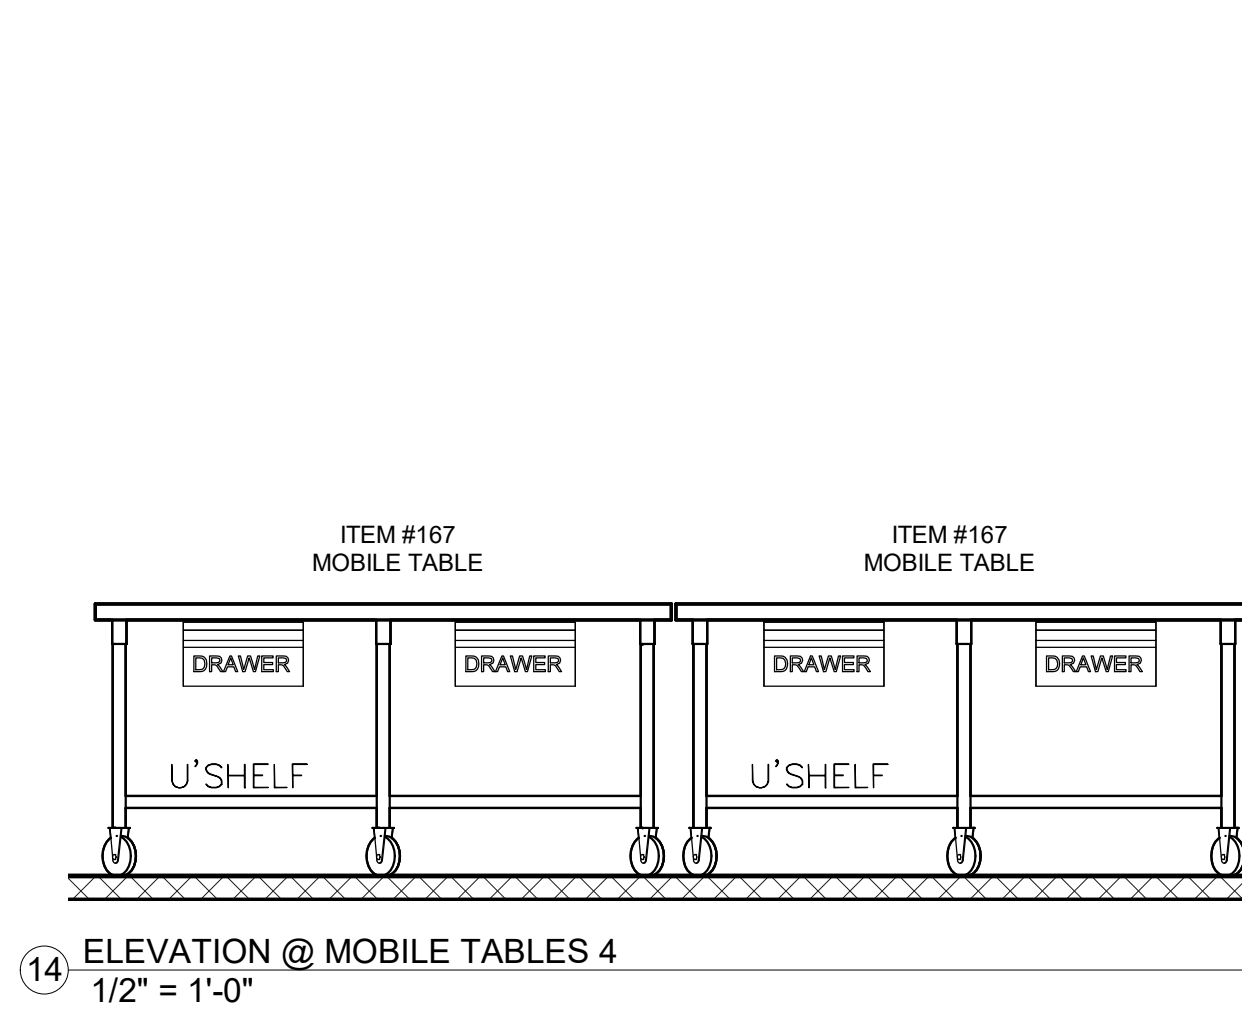 ITEM #167
MOBILE TABLE
ITEM #167
MOBILE TABLE
DRAWER
DRAWER
DRAWER
DRAWER
U'SHELF
U'SHELF
14
ELEVATION @ MOBILE TABLES 4
1/2" = 1'-0"